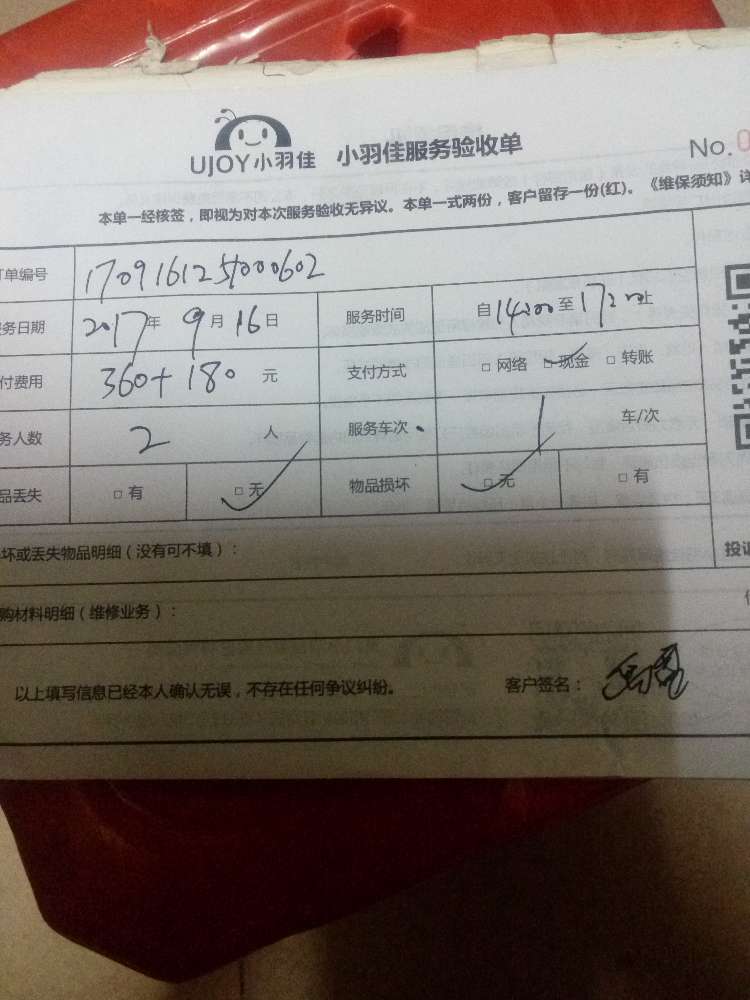 UJOY小羽佳 小羽佳服务验收单
No.0
本单一经核签，即视为对本次服务验收无异议。本单一式两份，客户留存一份(红)。《维保须知》详
订单编号 1709161251000602
服务日期 2017年 9月16日 服务时间 自14:00至17:20止
付费用 360+180 元 支付方式 □网络 □现金 □转账
务人数 2 人 服务车次 1 车/次
品丢失 □有 □无 物品损坏 □无 □有
坏或丢失物品明细（没有可不填）：
投诉
购材料明细（维修业务）：
以上填写信息已经本人确认无误，不存在任何争议纠纷。 客户签名：